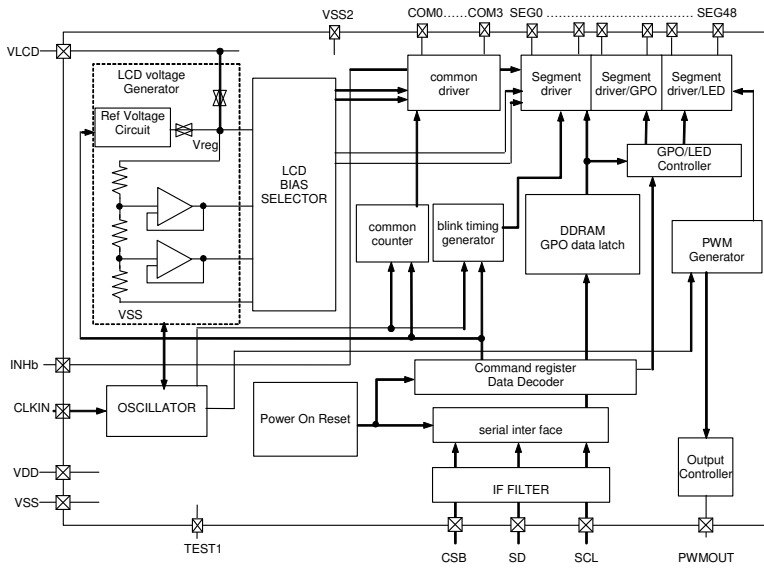 VSS2
COM0......COM3
SEG0 ........................... SEG48
VLCD
LCD voltage
Generator
Ref Voltage
Circuit
Vreg
VSS
LCD
BIAS
SELECTOR
common
driver
Segment
driver
Segment
driver/GPO
Segment
driver/LED
GPO/LED
Controller
common
counter
blink timing
generator
DDRAM
GPO data latch
PWM
Generator
INHb
CLKIN
OSCILLATOR
Power On Reset
Command register
Data Decoder
serial inter face
IF FILTER
Output
Controller
VDD
VSS
TEST1
CSB
SD
SCL
PWMOUT